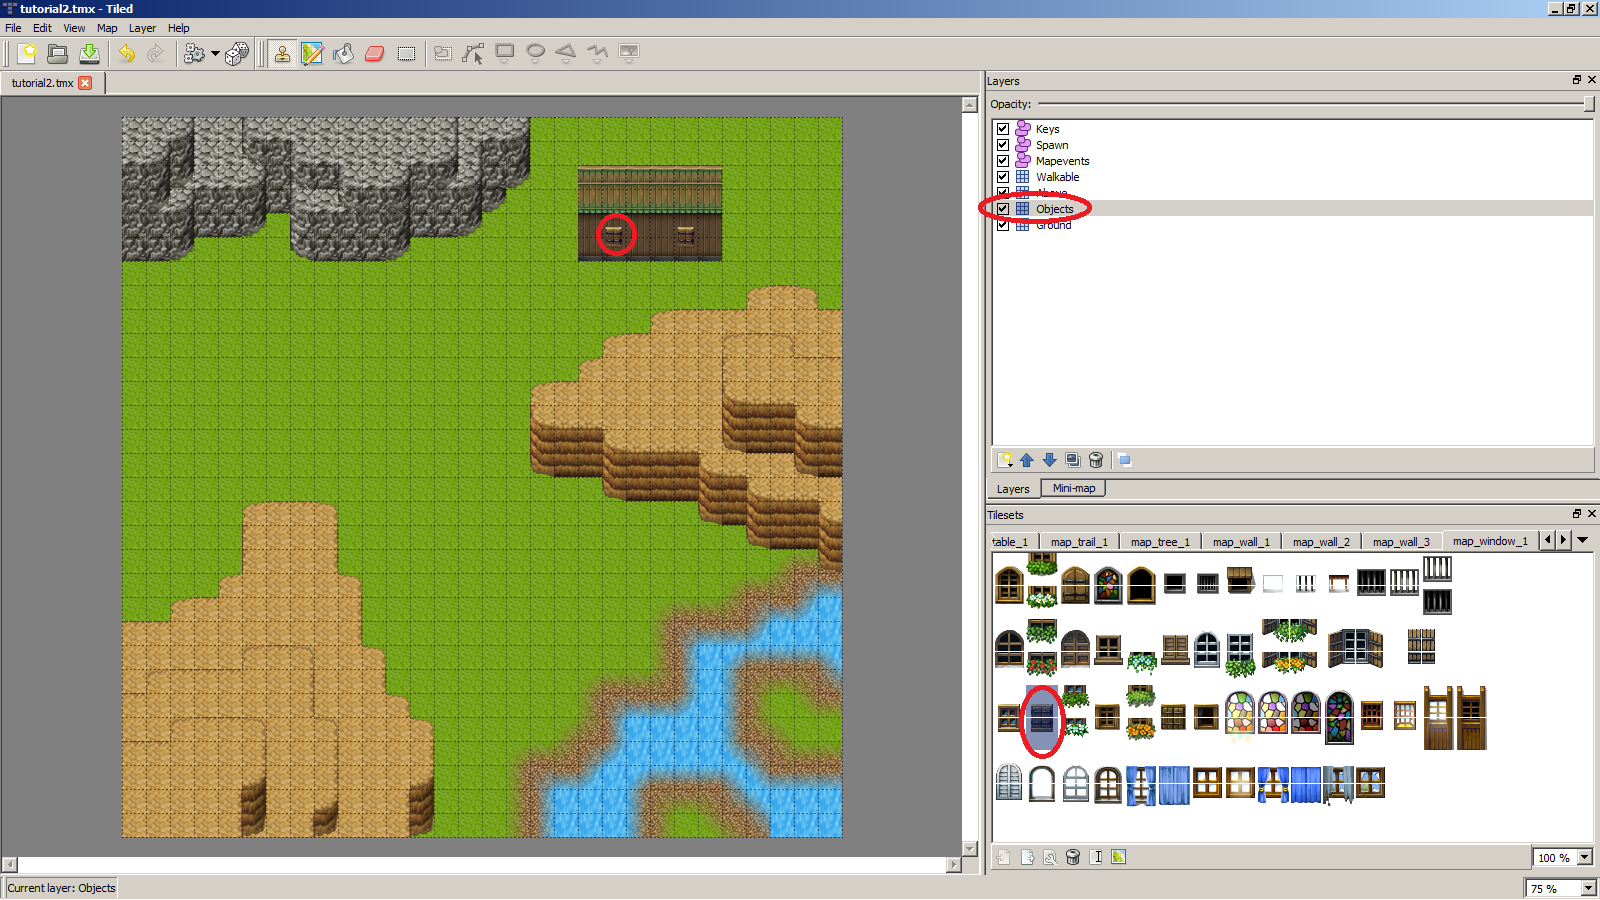 tutorial2.tmx - Tiled
File Edit View Map Layer Help
tutorial2.tmx
Layers
Opacity:
Keys
Spawn
Mapevents
Walkable
Above
Objects
Ground
Layers Mini-map
Tilesets
table_1 map_trail_1 map_tree_1 map_wall_1 map_wall_2 map_wall_3 map_window_1
100 %
Current layer: Objects
75 %